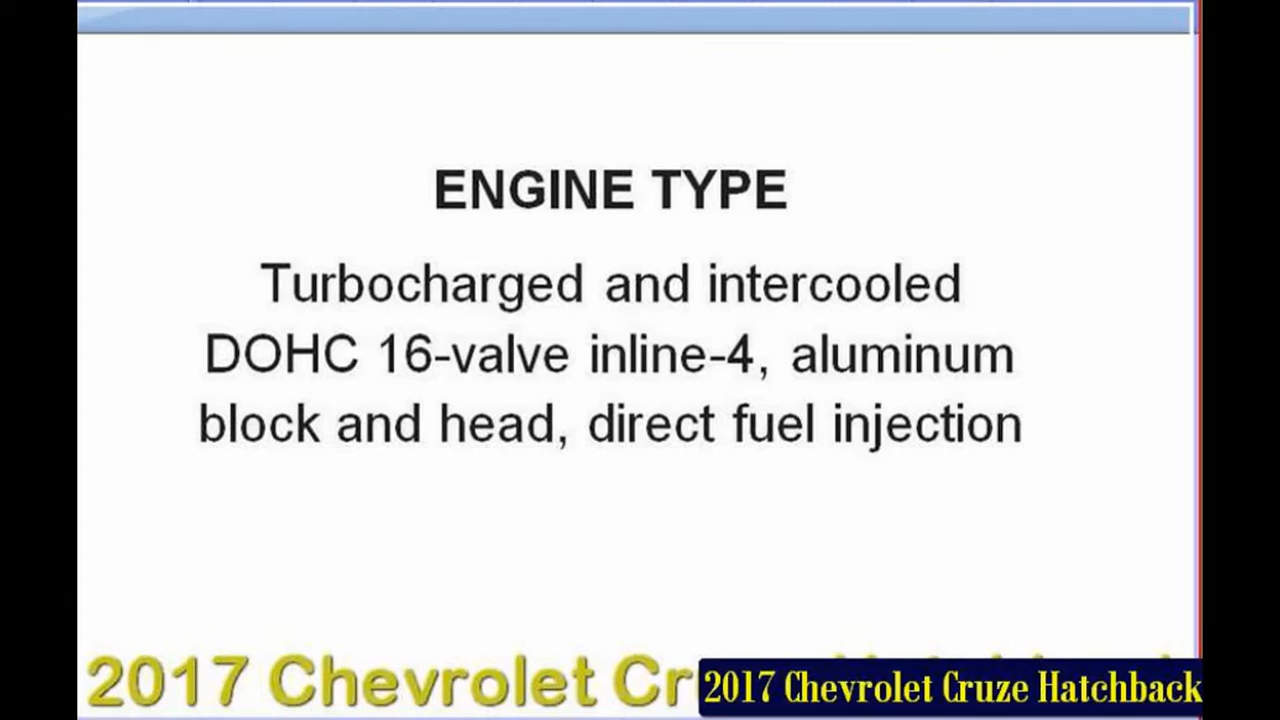 ENGINE TYPE
Turbocharged and intercooled
DOHC 16-valve inline-4, aluminum
block and head, direct fuel injection
2017 Chevrolet Cr
2017 Chevrolet Cruze Hatchback